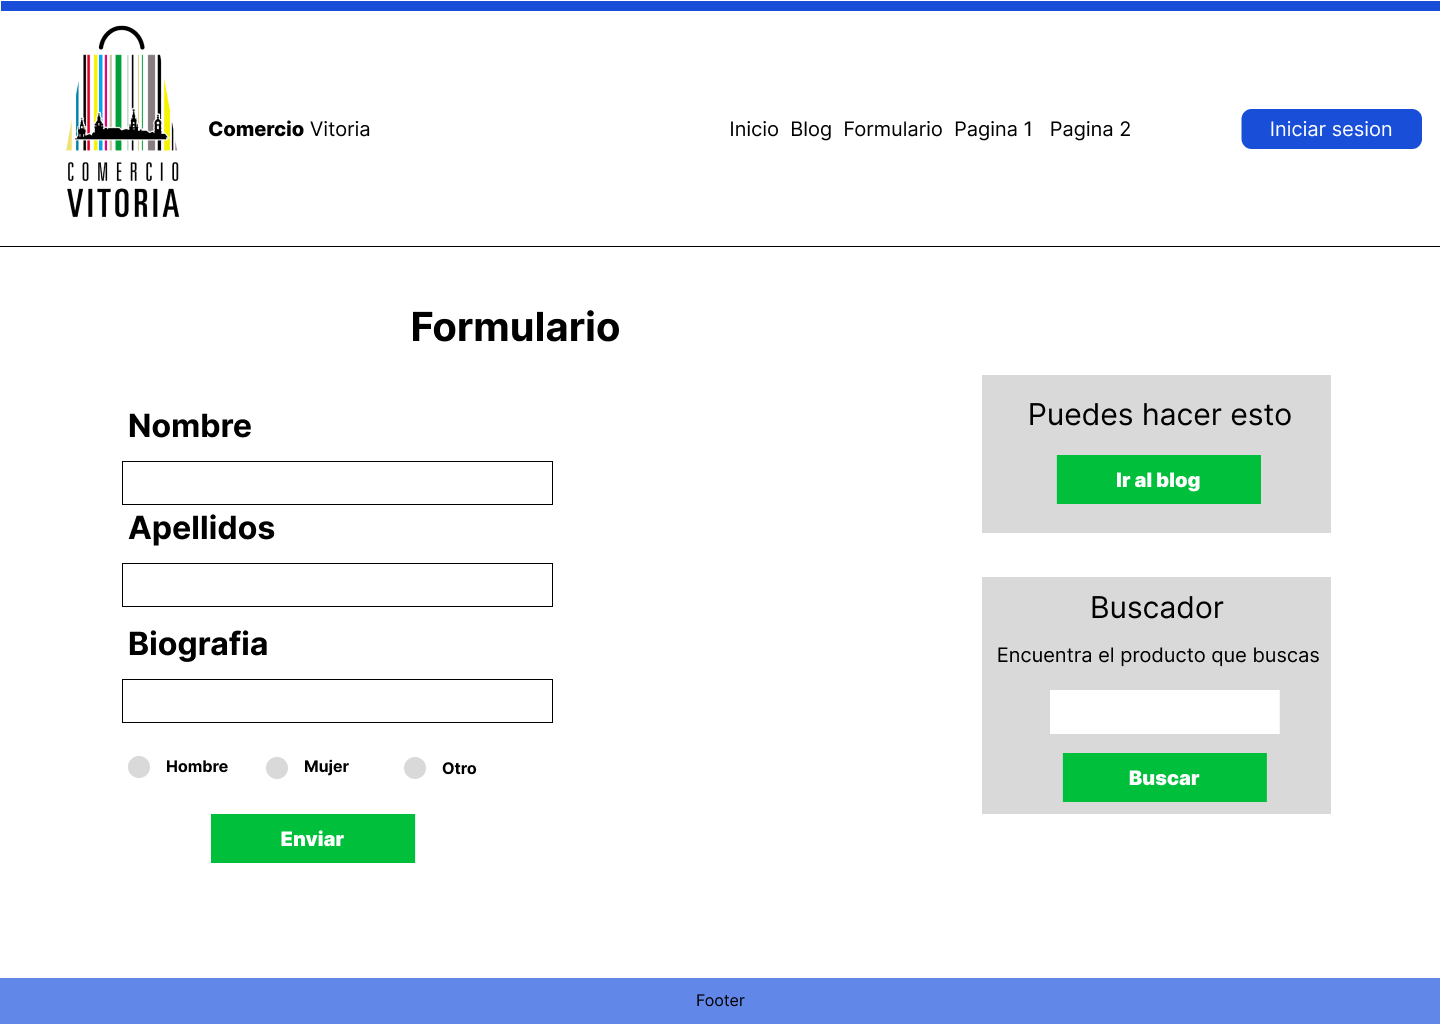 COMERCIO
VITORIA
Comercio Vitoria
Inicio Blog Formulario Pagina 1 Pagina 2
Iniciar sesion
Formulario
Nombre
Apellidos
Biografia
Hombre Mujer Otro
Enviar
Puedes hacer esto
Ir al blog
Buscador
Encuentra el producto que buscas
Buscar
Footer